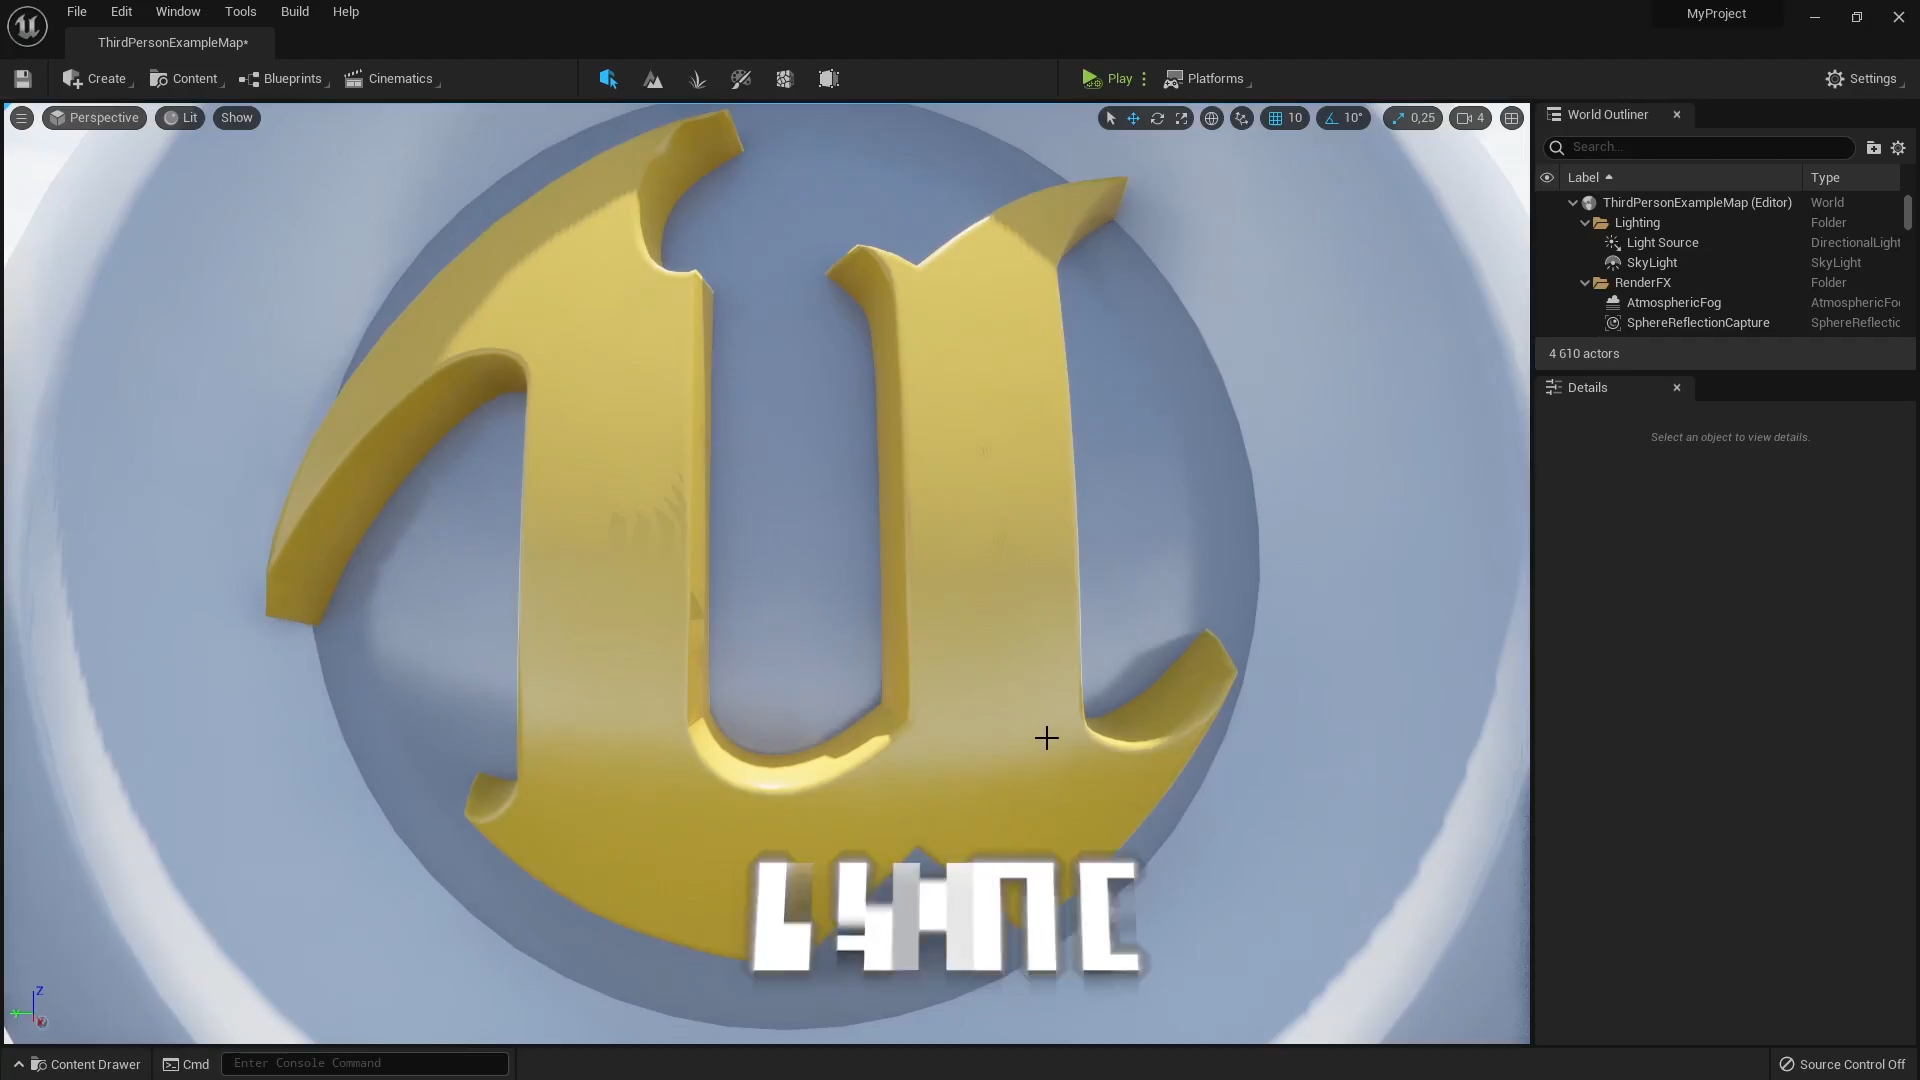 File Edit Window Tools Build Help
MyProject
ThirdPersonExampleMap*
Create Content Blueprints Cinematics Play Platforms Settings
Perspective Lit Show 10 10° 0,25 4
World Outliner
Search...
Label Type
ThirdPersonExampleMap (Editor) World
Lighting Folder
Light Source DirectionalLight
SkyLight SkyLight
RenderFX Folder
AtmosphericFog AtmosphericFo
SphereReflectionCapture SphereReflectic
4 610 actors
Details
Select an object to view details.
Z
Y
X
Content Drawer Cmd Enter Console Command Source Control Off